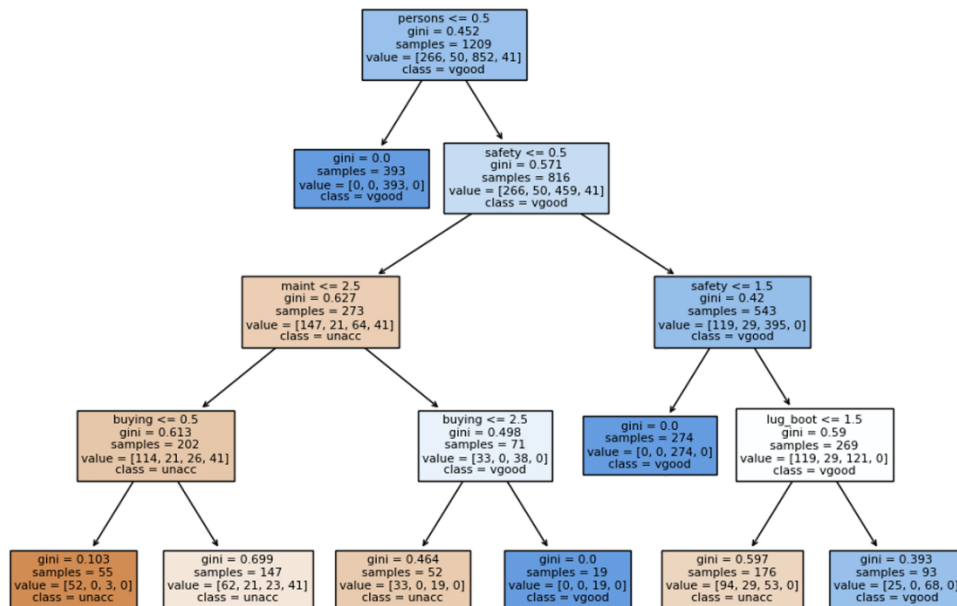 persons <= 0.5
gini = 0.452
samples = 1209
value = [266, 50, 852, 41]
class = vgood
gini = 0.0
samples = 393
value = [0, 0, 393, 0]
class = vgood
safety <= 0.5
gini = 0.571
samples = 816
value = [266, 50, 459, 41]
class = vgood
maint <= 2.5
gini = 0.627
samples = 273
value = [147, 21, 64, 41]
class = unacc
safety <= 1.5
gini = 0.42
samples = 543
value = [119, 29, 395, 0]
class = vgood
buying <= 0.5
gini = 0.613
samples = 202
value = [114, 21, 26, 41]
class = unacc
buying <= 2.5
gini = 0.498
samples = 71
value = [33, 0, 38, 0]
class = vgood
gini = 0.0
samples = 274
value = [0, 0, 274, 0]
class = vgood
lug_boot <= 1.5
gini = 0.59
samples = 269
value = [119, 29, 121, 0]
class = vgood
gini = 0.103
samples = 55
value = [52, 0, 3, 0]
class = unacc
gini = 0.699
samples = 147
value = [62, 21, 23, 41]
class = unacc
gini = 0.464
samples = 52
value = [33, 0, 19, 0]
class = unacc
gini = 0.0
samples = 19
value = [0, 0, 19, 0]
class = vgood
gini = 0.597
samples = 176
value = [94, 29, 53, 0]
class = unacc
gini = 0.393
samples = 93
value = [25, 0, 68, 0]
class = vgood